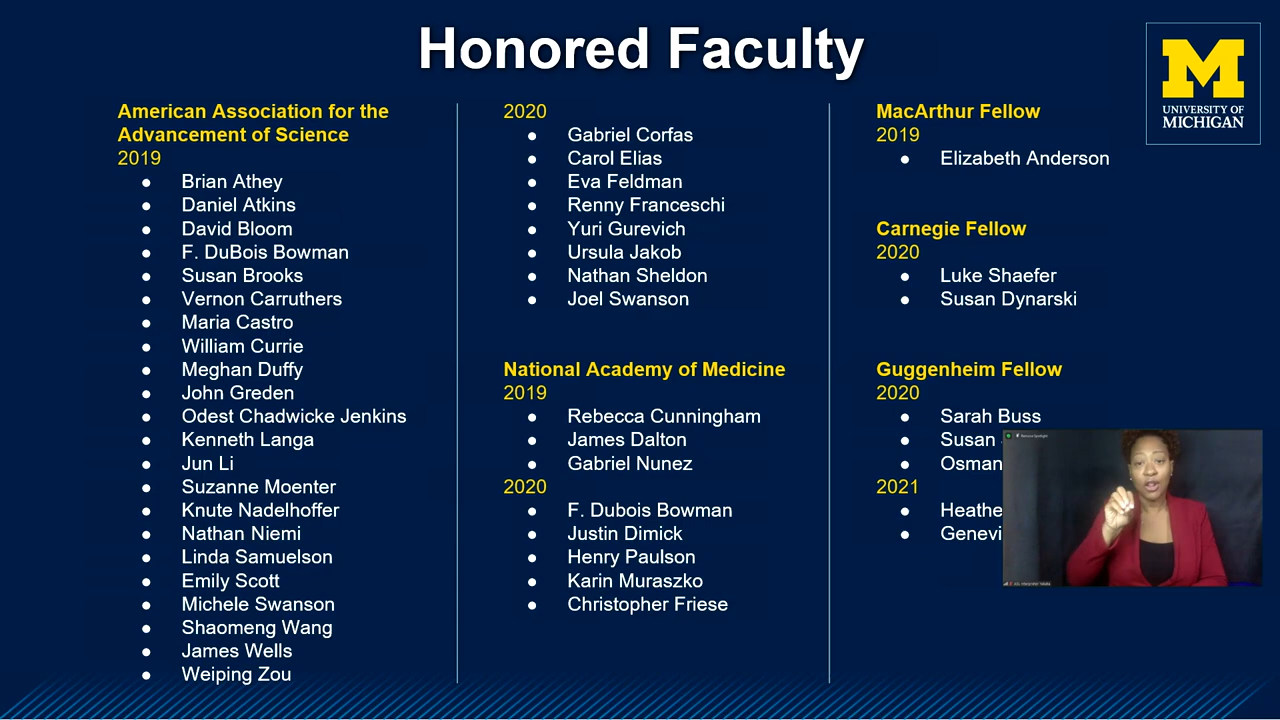 Honored Faculty
American Association for the
Advancement of Science
2019
● Brian Athey
● Daniel Atkins
● David Bloom
● F. DuBois Bowman
● Susan Brooks
● Vernon Carruthers
● Maria Castro
● William Currie
● Meghan Duffy
● John Greden
● Odest Chadwicke Jenkins
● Kenneth Langa
● Jun Li
● Suzanne Moenter
● Knute Nadelhoffer
● Nathan Niemi
● Linda Samuelson
● Emily Scott
● Michele Swanson
● Shaomeng Wang
● James Wells
● Weiping Zou
2020
● Gabriel Corfas
● Carol Elias
● Eva Feldman
● Renny Franceschi
● Yuri Gurevich
● Ursula Jakob
● Nathan Sheldon
● Joel Swanson
National Academy of Medicine
2019
● Rebecca Cunningham
● James Dalton
● Gabriel Nunez
2020
● F. Dubois Bowman
● Justin Dimick
● Henry Paulson
● Karin Muraszko
● Christopher Friese
MacArthur Fellow
2019
● Elizabeth Anderson
Carnegie Fellow
2020
● Luke Shaefer
● Susan Dynarski
Guggenheim Fellow
2020
● Sarah Buss
● Susan
● Osman
2021
● Heathe
● Genevi
M
UNIVERSITY OF
MICHIGAN